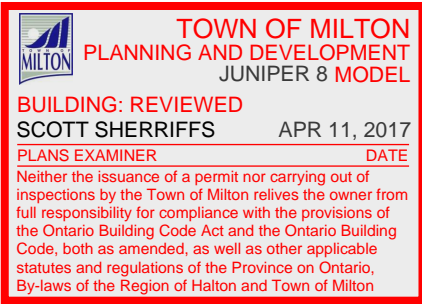 TOWN OF
MILTON
TOWN OF MILTON
PLANNING AND DEVELOPMENT
JUNIPER 8 MODEL
BUILDING: REVIEWED
SCOTT SHERRIFFS APR 11, 2017
PLANS EXAMINER DATE
Neither the issuance of a permit nor carrying out of
inspections by the Town of Milton relives the owner from
full responsibility for compliance with the provisions of
the Ontario Building Code Act and the Ontario Building
Code, both as amended, as well as other applicable
statutes and regulations of the Province on Ontario,
By-laws of the Region of Halton and Town of Milton